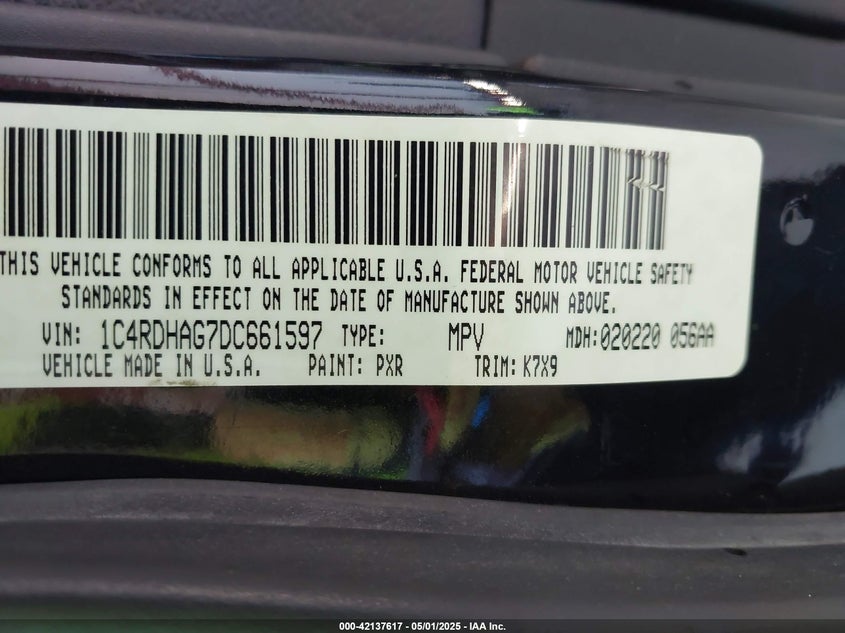 THIS VEHICLE CONFORMS TO ALL APPLICABLE U.S.A. FEDERAL MOTOR VEHICLE SAFETY
STANDARDS IN EFFECT ON THE DATE OF MANUFACTURE SHOWN ABOVE.
VIN: 1C4RDHAG7DC661597 TYPE: MPV MDH:020220 056AA
VEHICLE MADE IN U.S.A. PAINT: PXR TRIM: K7X9
000-42137617 - 05/01/2025 - IAA Inc.